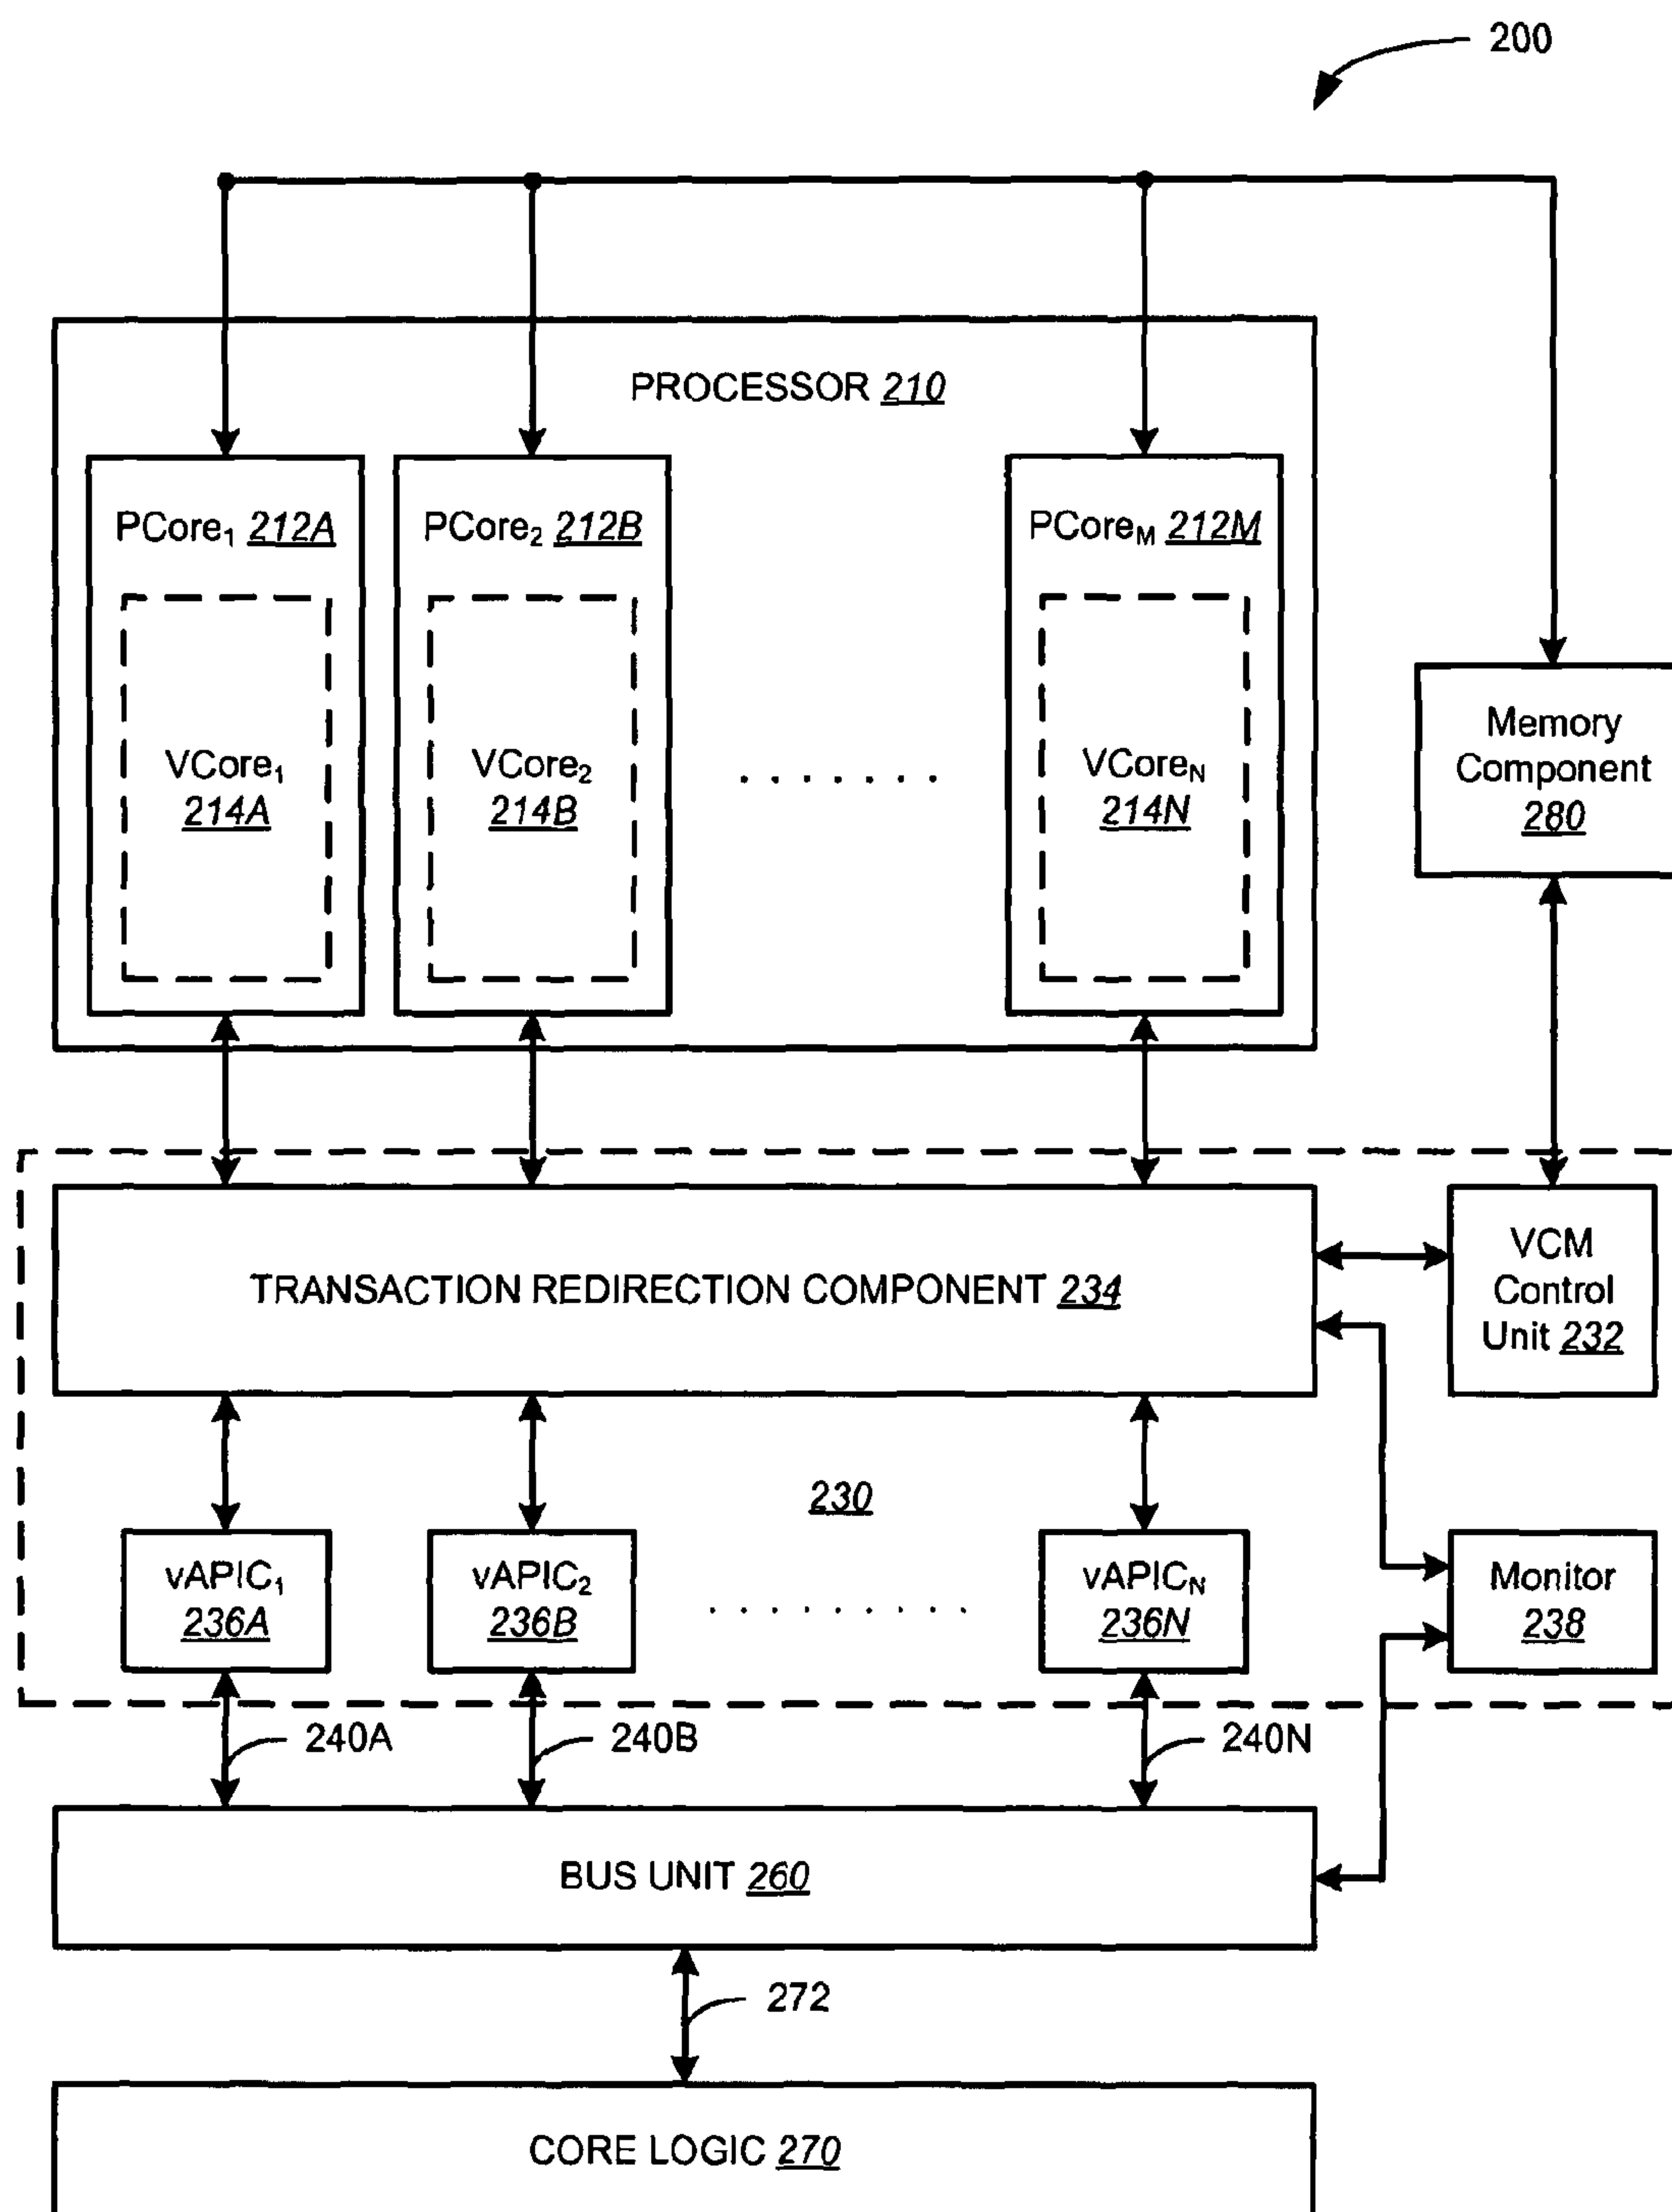 200
PROCESSOR 210
PCore₁ 212A
PCore₂ 212B
PCoreM 212M
VCore₁
214A
VCore₂
214B
. . . . . . .
VCoreN
214N
Memory
Component
280
TRANSACTION REDIRECTION COMPONENT 234
VCM
Control
Unit 232
230
vAPIC₁
236A
vAPIC₂
236B
. . . . . . . . .
vAPICN
236N
Monitor
238
240A
240B
240N
BUS UNIT 260
272
CORE LOGIC 270